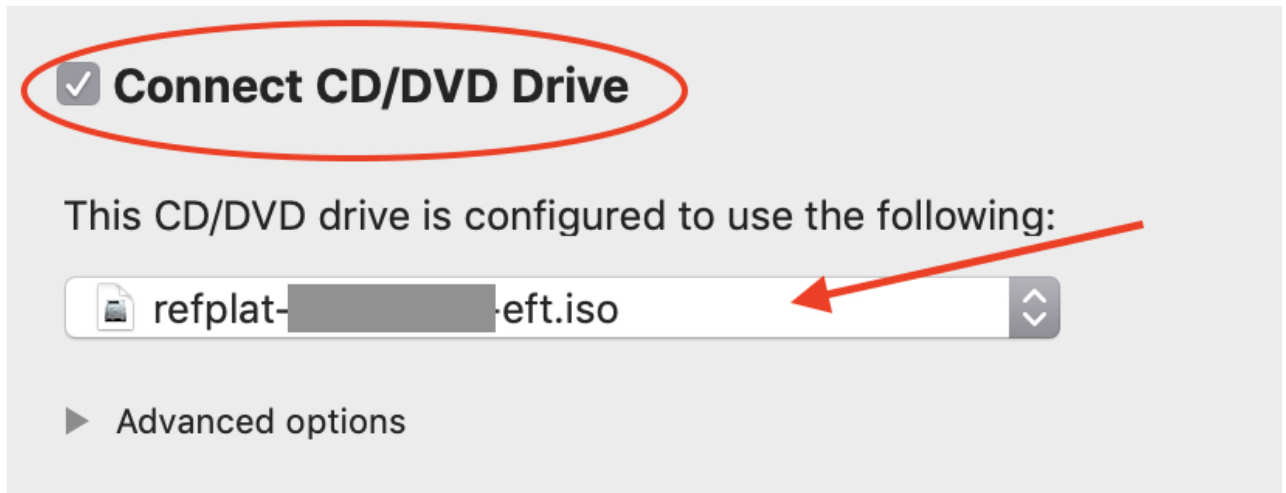 Connect CD/DVD Drive
This CD/DVD drive is configured to use the following:
refplat- -eft.iso
Advanced options